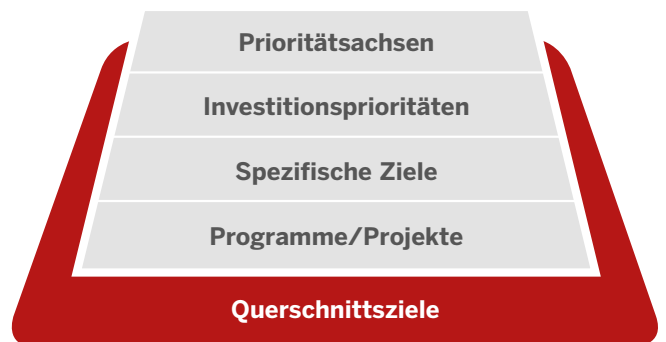 Prioritätsachsen
Investitionsprioritäten
Spezifische Ziele
Programme/Projekte
Querschnittsziele